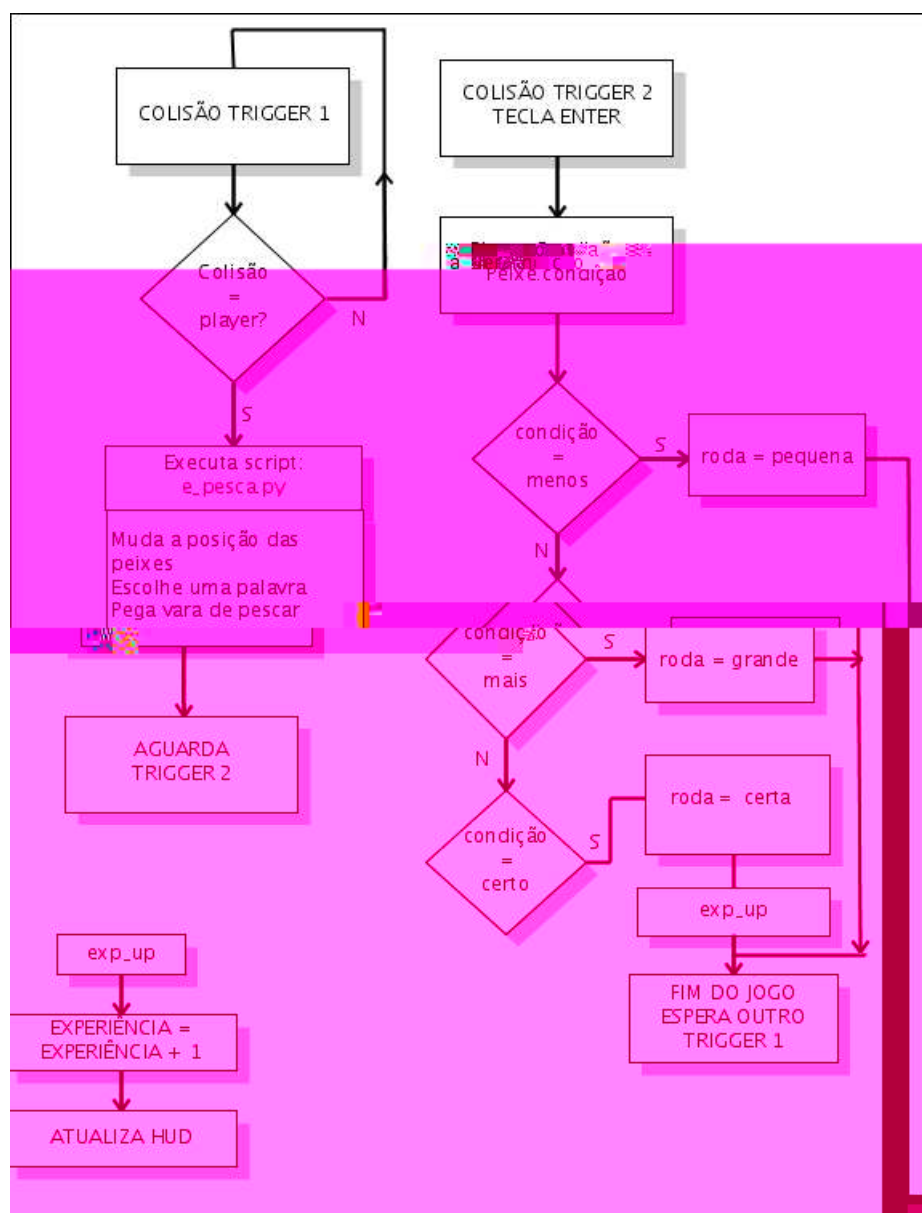 COLISÃO TRIGGER 1
Colisão
=
player?
N
S
Executa script:
e_pesca.py
Muda a posição das
peixes
Escolhe uma palavra
Pega vara de pescar
AGUARDA
TRIGGER 2
exp_up
EXPERIÊNCIA =
EXPERIÊNCIA + 1
ATUALIZA HUD
COLISÃO TRIGGER 2
TECLA ENTER
Peixe.condição
condição
=
menos
S
roda = pequena
N
condição
=
mais
S
roda = grande
N
condição
=
certo
S
roda = certa
exp_up
FIM DO JOGO
ESPERA OUTRO
TRIGGER 1